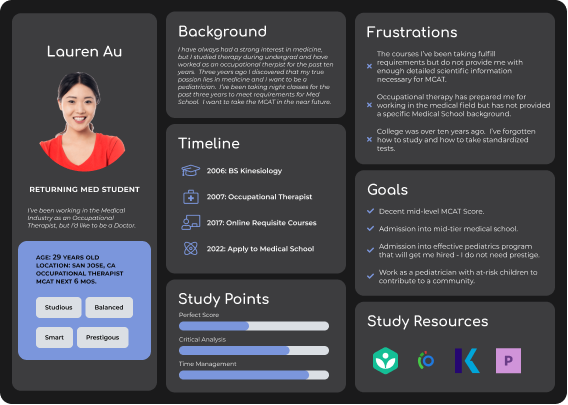 Lauren Au
RETURNING MED STUDENT
I've been working in the Medical
Industry as an Occupational
Therapist, but I'd like to be a Doctor.
AGE: 29 YEARS OLD
LOCATION: SAN JOSE, CA
OCCUPATIONAL THERAPIST
MCAT NEXT 6 MOS.
Studious
Balanced
Smart
Prestigous
Background
I have always had a strong interest in medicine,
but I studied therapy during undergrad and have
worked as an occupational therpist for the past ten
years. Three years ago I discovered that my true
passion lies in medicine and I want to be a
pediatrician. I've been taking night classes for the
past three years to meet requirements for Med
School. I want to take the MCAT in the near future.
Timeline
2006: BS Kinesiology
2007: Occupational Therapist
2017: Online Requisite Courses
2022: Apply to Medical School
Study Points
Perfect Score
Critical Analysis
Time Management
Frustrations
The courses I've been taking fulfill
requirements but do not provide me with
enough detailed scientific information
necessary for MCAT.
Occupational therapy has prepared me for
working in the medical field but has not provided
a specific Medical School background.
College was over ten years ago. I've forgotten
how to study and how to take standardized
tests.
Goals
Decent mid-level MCAT Score.
Admission into mid-tier medical school.
Admission into effective pediatrics program
that will get me hired - I do not need prestige.
Work as a pediatrician with at-risk children to
contribute to a community.
Study Resources
P